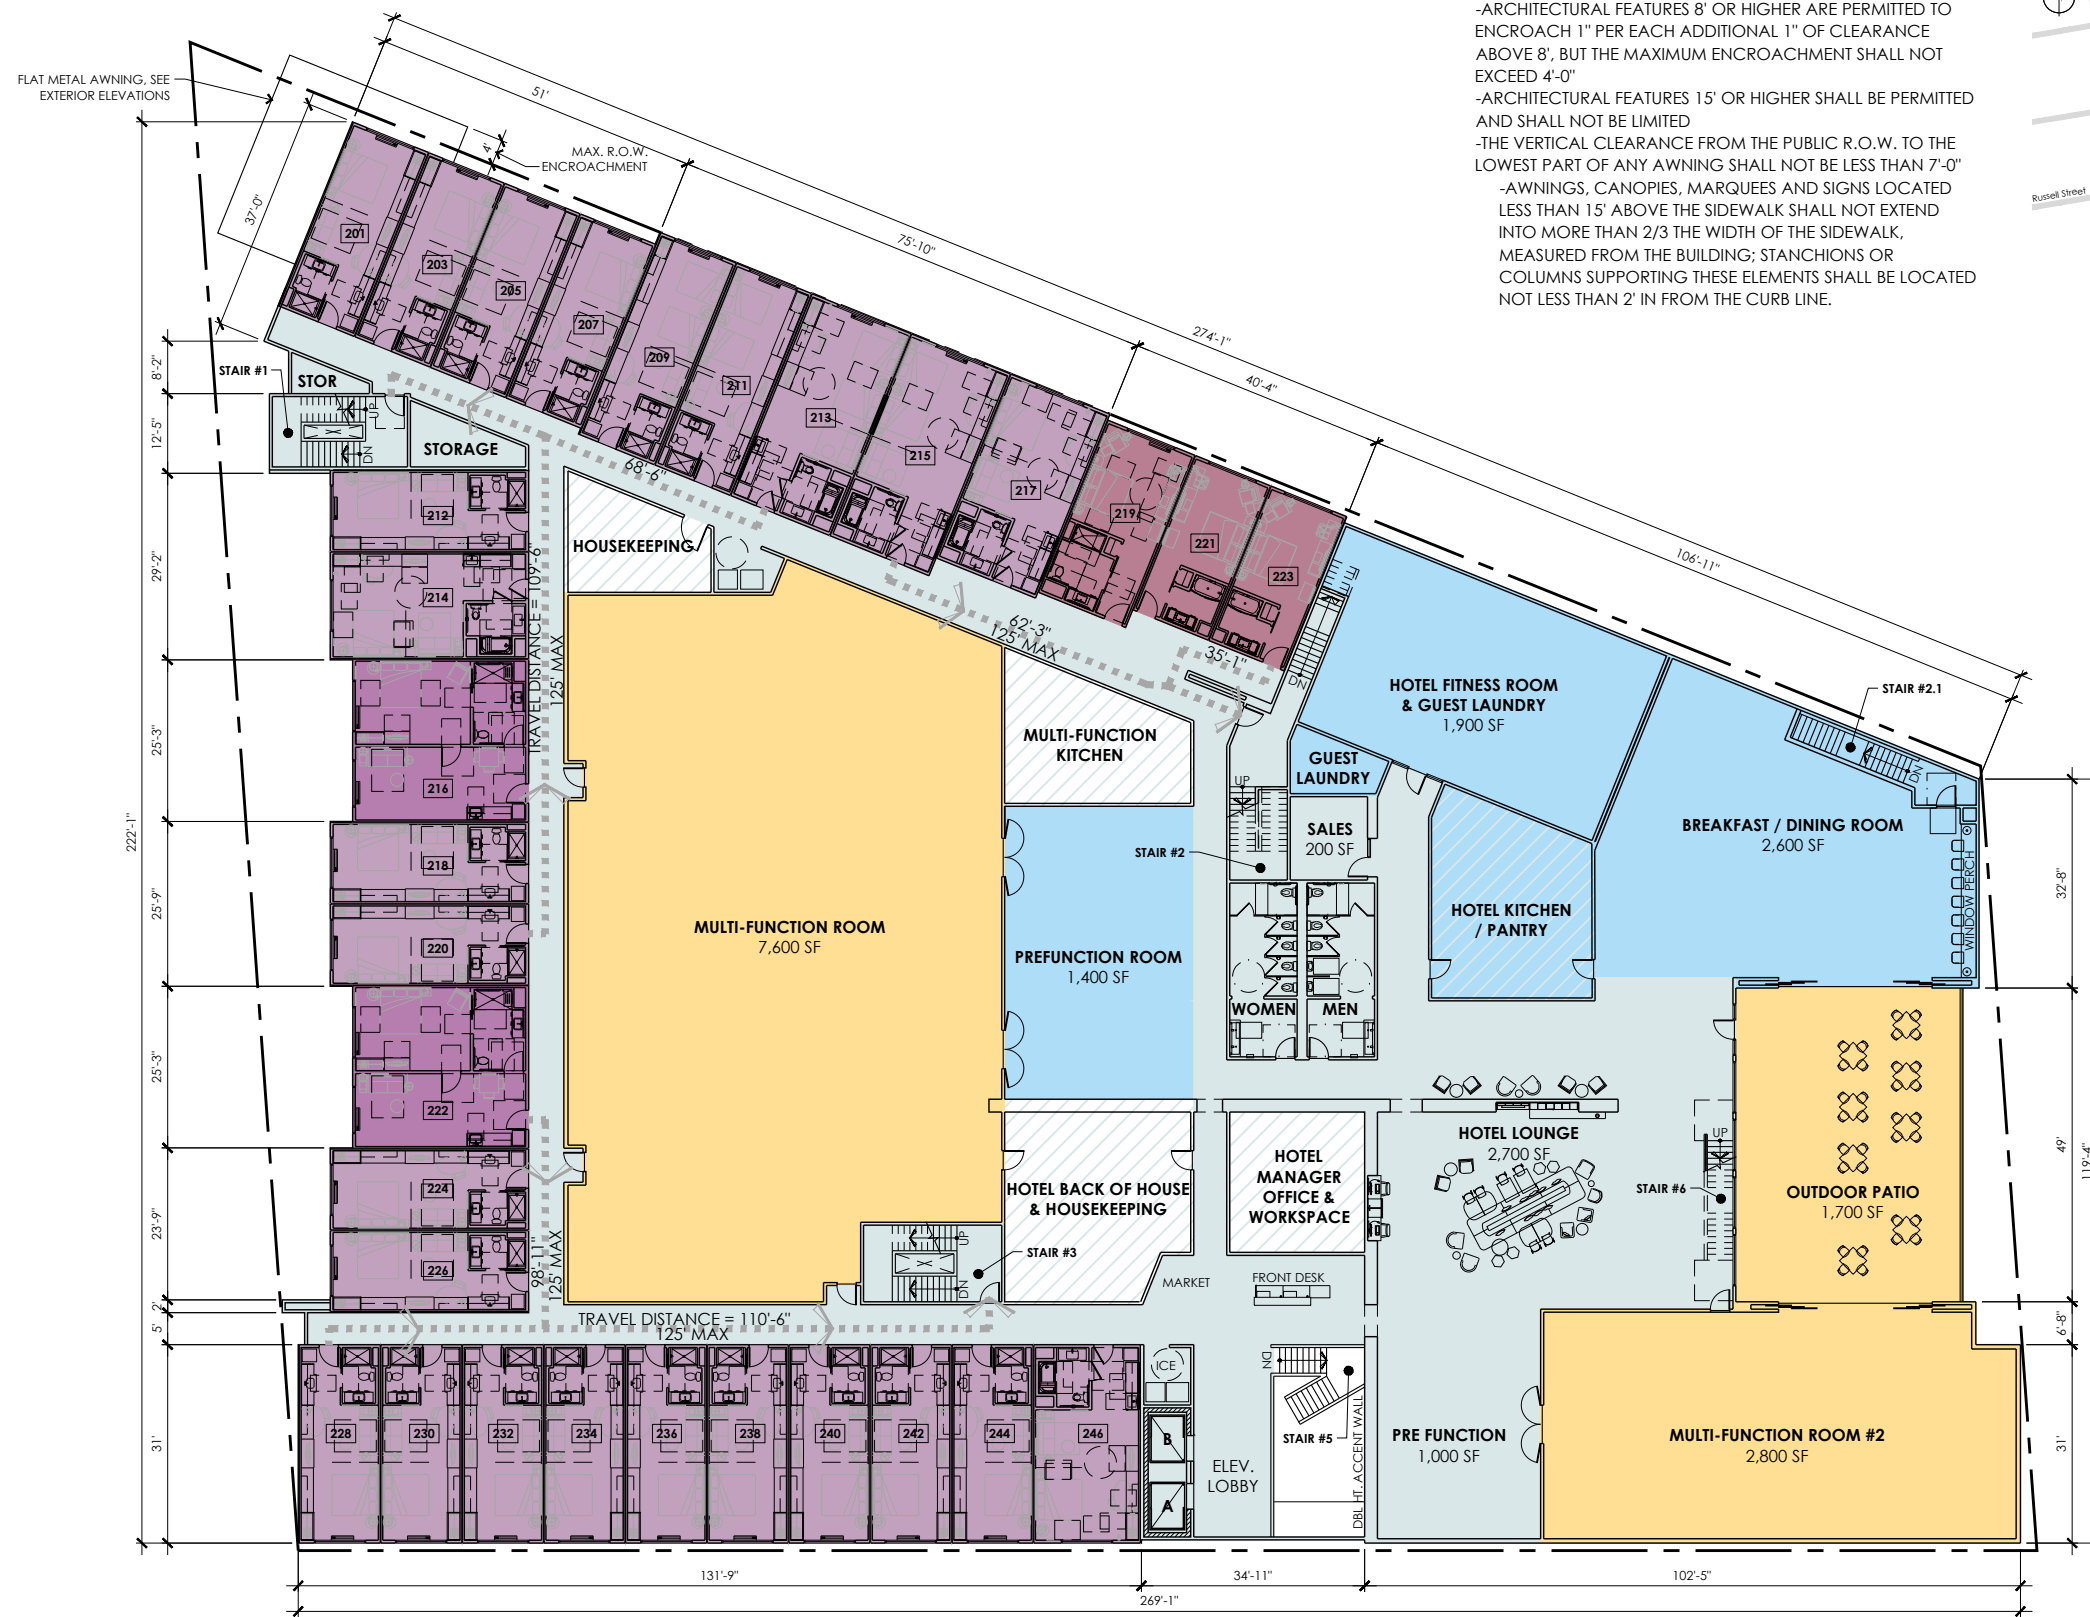 -ARCHITECTURAL FEATURES 8' OR HIGHER ARE PERMITTED TO
ENCROACH 1" PER EACH ADDITIONAL 1" OF CLEARANCE
ABOVE 8', BUT THE MAXIMUM ENCROACHMENT SHALL NOT
EXCEED 4'-0"
-ARCHITECTURAL FEATURES 15' OR HIGHER SHALL BE PERMITTED
AND SHALL NOT BE LIMITED
-THE VERTICAL CLEARANCE FROM THE PUBLIC R.O.W. TO THE
LOWEST PART OF ANY AWNING SHALL NOT BE LESS THAN 7'-0"
-AWNINGS, CANOPIES, MARQUEES AND SIGNS LOCATED
LESS THAN 15' ABOVE THE SIDEWALK SHALL NOT EXTEND
INTO MORE THAN 2/3 THE WIDTH OF THE SIDEWALK,
MEASURED FROM THE BUILDING; STANCHIONS OR
COLUMNS SUPPORTING THESE ELEMENTS SHALL BE LOCATED
NOT LESS THAN 2' IN FROM THE CURB LINE.
Russell Street
FLAT METAL AWNING, SEE
EXTERIOR ELEVATIONS
51'
4'
MAX. R.O.W.
ENCROACHMENT
37'-0"
75'-10"
274'-1"
40'-4"
106'-11"
201
203
205
207
209
211
213
215
217
219
221
223
8'-2"
STAIR #1
STOR
UP
DN
12'-5"
STORAGE
68'-6"
212
HOUSEKEEPING
29'-2"
214
TRAVEL DISTANCE = 109'-6"
125' MAX
62'-3"
125' MAX
35'-1"
DN
HOTEL FITNESS ROOM
& GUEST LAUNDRY
1,900 SF
STAIR #2.1
DN
25'-3"
216
MULTI-FUNCTION
KITCHEN
GUEST
LAUNDRY
UP
222'-1"
218
SALES
200 SF
STAIR #2
BREAKFAST / DINING ROOM
2,600 SF
WINDOW PERCH
32'-8"
25'-9"
220
MULTI-FUNCTION ROOM
7,600 SF
PREFUNCTION ROOM
1,400 SF
HOTEL KITCHEN
/ PANTRY
WOMEN
MEN
25'-3"
222
HOTEL LOUNGE
2,700 SF
UP
STAIR #6
49'
119'-4"
224
23'-9"
HOTEL BACK OF HOUSE
& HOUSEKEEPING
HOTEL
MANAGER
OFFICE &
WORKSPACE
OUTDOOR PATIO
1,700 SF
226
98'-11"
125' MAX
UP
DN
STAIR #3
MARKET
FRONT DESK
2'
5'
TRAVEL DISTANCE = 110'-6"
125' MAX
6'-8"
ICE
DN
228
230
232
234
236
238
240
242
244
246
31'
B
A
ELEV.
LOBBY
STAIR #5
DBL HT. ACCENT WALL
PRE FUNCTION
1,000 SF
MULTI-FUNCTION ROOM #2
2,800 SF
31'
131'-9"
34'-11"
102'-5"
269'-1"